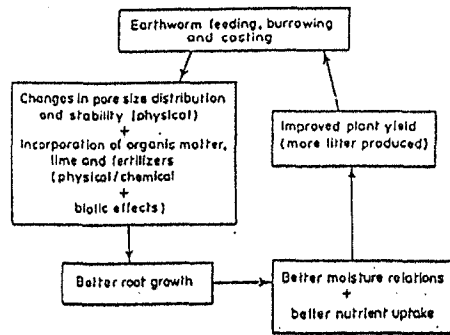 Earthworm feeding, burrowing
and casting
Changes in pore size distribution
and stability (physical)
+
Incorporation of organic matter,
lime and fertilizers
(physical/chemical
+
biotic effects)
Better root growth
Better moisture relations
+
better nutrient uptake
Improved plant yield
(more litter produced)